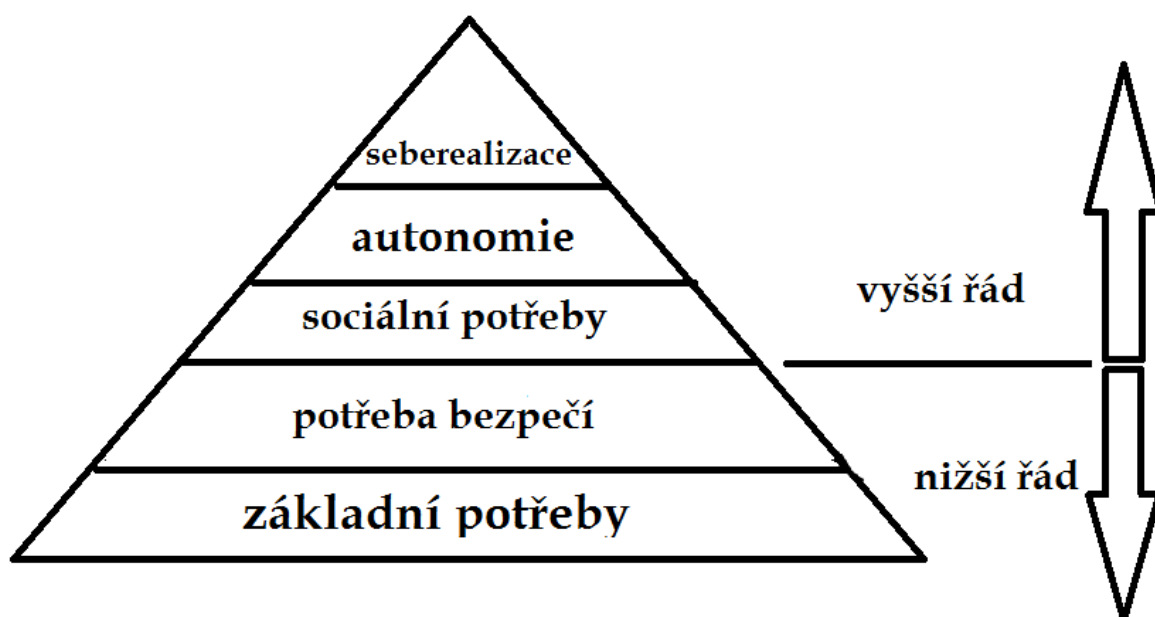 seberealizace
autonomie
sociální potřeby
vyšší řád
potřeba bezpečí
nižší řád
základní potřeby